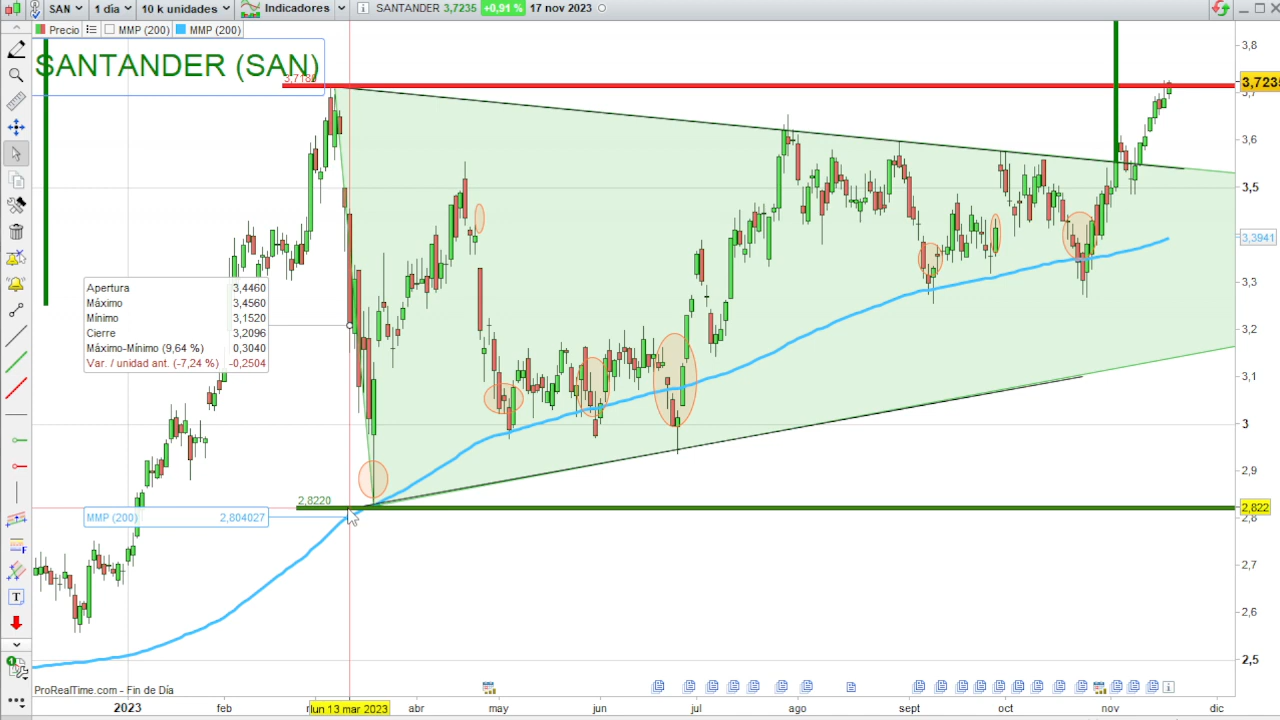 SAN 1 día 10 k unidades Indicadores SANTANDER 3,7235 +0,91 % 17 nov 2023
Precio MMP (200) MMP (200)
SANTANDER (SAN)
3,8
3,7
3,6
3,5
3,3941
3,3
3,2
3,1
3
2,9
2,822
2,8
2,7
2,6
2,5
Apertura 3,4460
Máximo 3,4560
Mínimo 3,1520
Cierre 3,2096
Máximo-Mínimo (9,64 %) 0,3040
Var. / unidad ant. (-7,24 %) -0,2504
2,8220
MMP (200) 2,804027
ProRealTime.com - Fin de Día
2023 feb lun 13 mar 2023 abr may jun jul ago sept oct nov dic